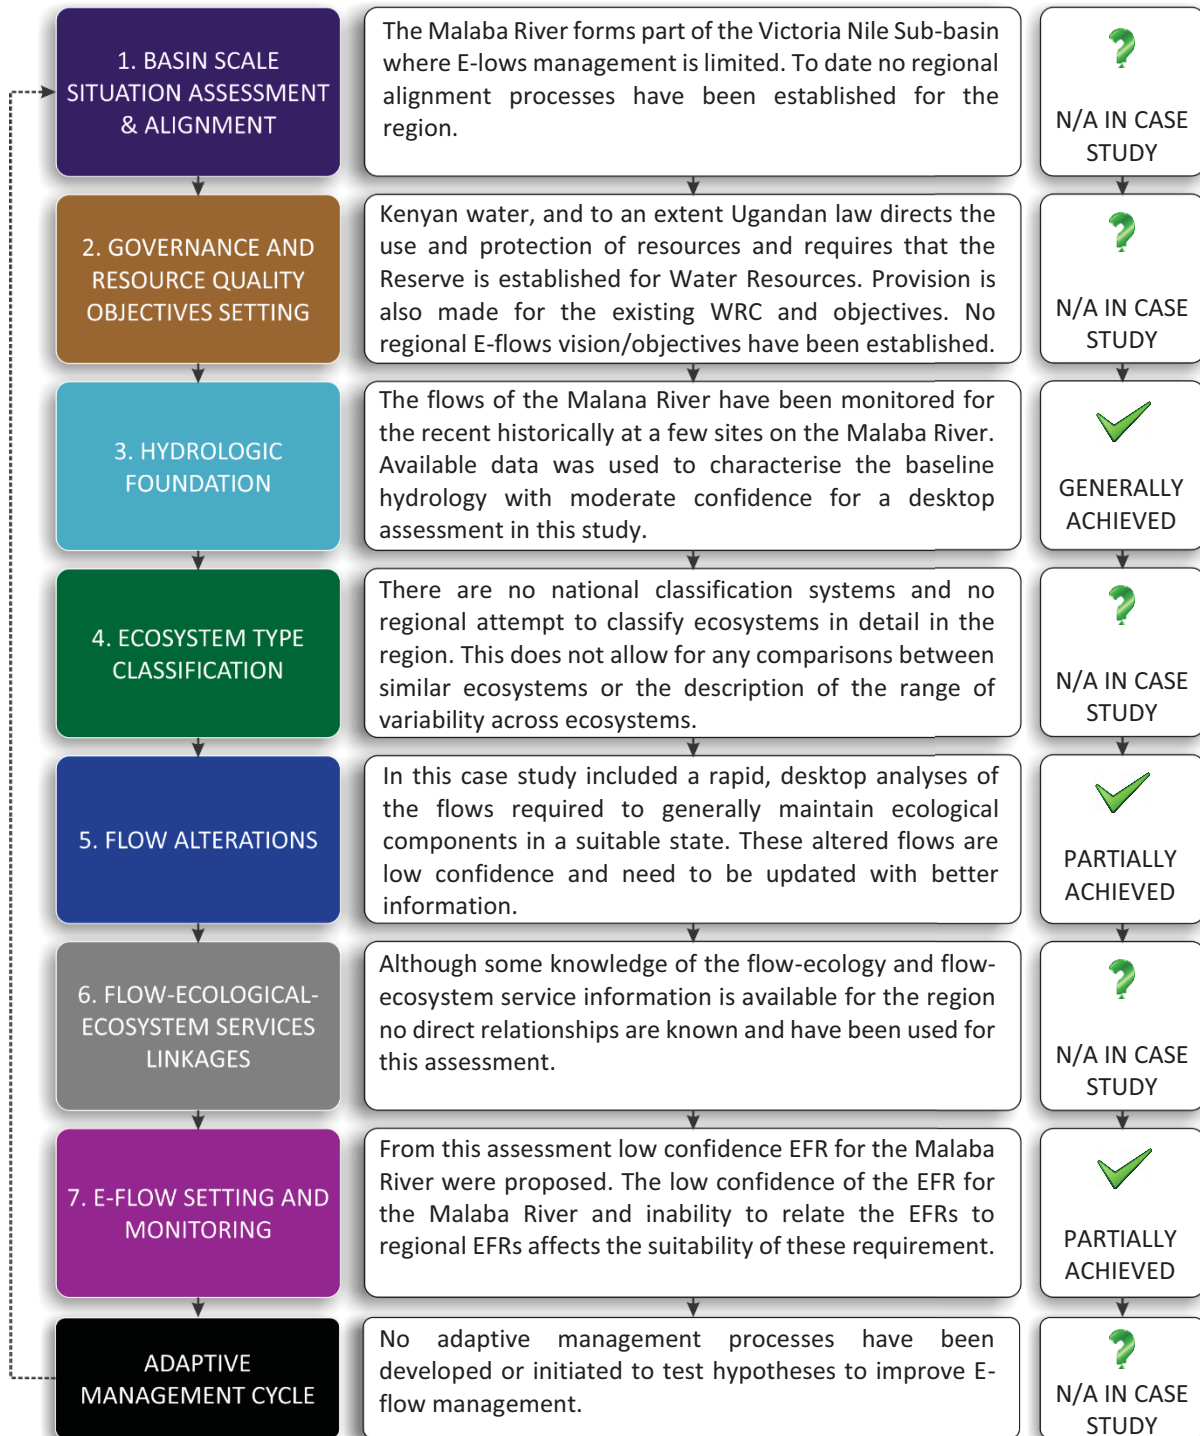 1. BASIN SCALE
SITUATION ASSESSMENT
& ALIGNMENT
The Malaba River forms part of the Victoria Nile Sub-basin
where E-lows management is limited. To date no regional
alignment processes have been established for the
region.
N/A IN CASE
STUDY
2. GOVERNANCE AND
RESOURCE QUALITY
OBJECTIVES SETTING
Kenyan water, and to an extent Ugandan law directs the
use and protection of resources and requires that the
Reserve is established for Water Resources. Provision is
also made for the existing WRC and objectives. No
regional E-flows vision/objectives have been established.
N/A IN CASE
STUDY
3. HYDROLOGIC
FOUNDATION
The flows of the Malana River have been monitored for
the recent historically at a few sites on the Malaba River.
Available data was used to characterise the baseline
hydrology with moderate confidence for a desktop
assessment in this study.
GENERALLY
ACHIEVED
4. ECOSYSTEM TYPE
CLASSIFICATION
There are no national classification systems and no
regional attempt to classify ecosystems in detail in the
region. This does not allow for any comparisons between
similar ecosystems or the description of the range of
variability across ecosystems.
N/A IN CASE
STUDY
5. FLOW ALTERATIONS
In this case study included a rapid, desktop analyses of
the flows required to generally maintain ecological
components in a suitable state. These altered flows are
low confidence and need to be updated with better
information.
PARTIALLY
ACHIEVED
6. FLOW-ECOLOGICAL-
ECOSYSTEM SERVICES
LINKAGES
Although some knowledge of the flow-ecology and flow-
ecosystem service information is available for the region
no direct relationships are known and have been used for
this assessment.
N/A IN CASE
STUDY
7. E-FLOW SETTING AND
MONITORING
From this assessment low confidence EFR for the Malaba
River were proposed. The low confidence of the EFR for
the Malaba River and inability to relate the EFRs to
regional EFRs affects the suitability of these requirement.
PARTIALLY
ACHIEVED
ADAPTIVE
MANAGEMENT CYCLE
No adaptive management processes have been
developed or initiated to test hypotheses to improve E-
flow management.
N/A IN CASE
STUDY